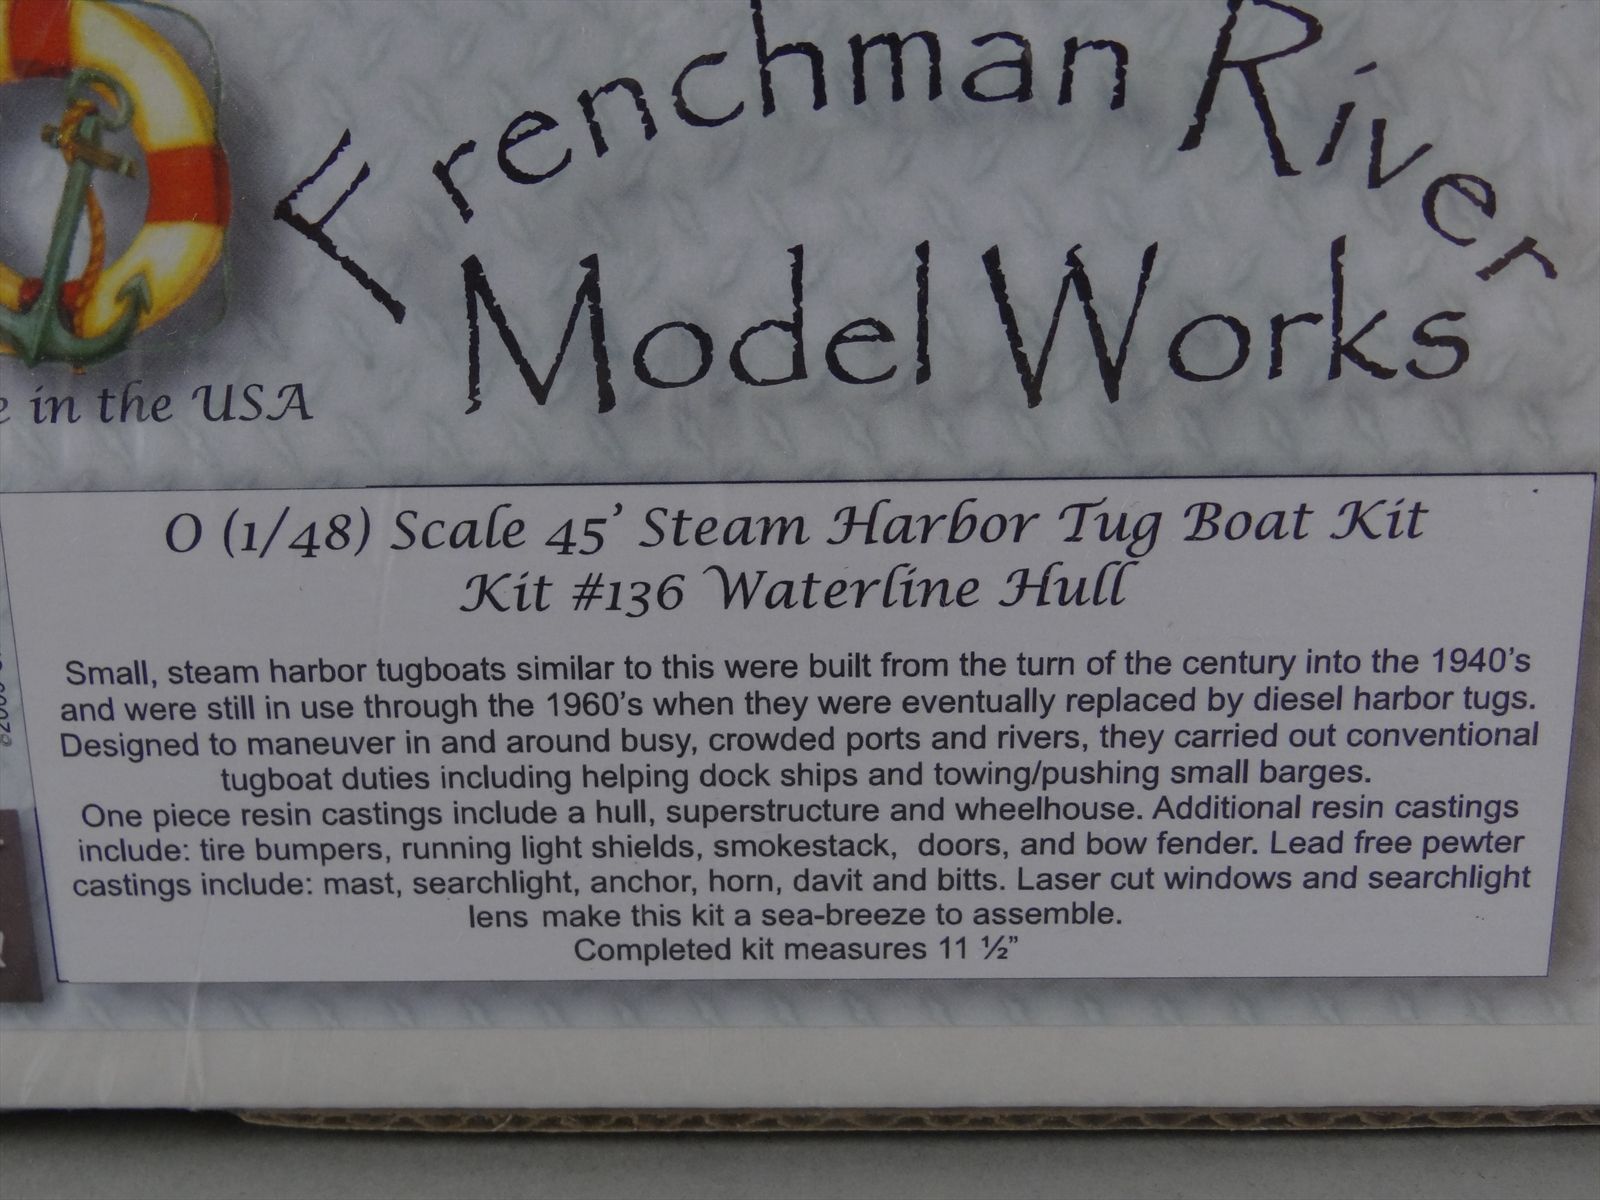 Frenchman River
Model Works
in the USA
O (1/48) Scale 45' Steam Harbor Tug Boat Kit
Kit #136 Waterline Hull
Small, steam harbor tugboats similar to this were built from the turn of the century into the 1940's
and were still in use through the 1960's when they were eventually replaced by diesel harbor tugs.
Designed to maneuver in and around busy, crowded ports and rivers, they carried out conventional
tugboat duties including helping dock ships and towing/pushing small barges.
One piece resin castings include a hull, superstructure and wheelhouse. Additional resin castings
include: tire bumpers, running light shields, smokestack, doors, and bow fender. Lead free pewter
castings include: mast, searchlight, anchor, horn, davit and bitts. Laser cut windows and searchlight
lens make this kit a sea-breeze to assemble.
Completed kit measures 11 ½”